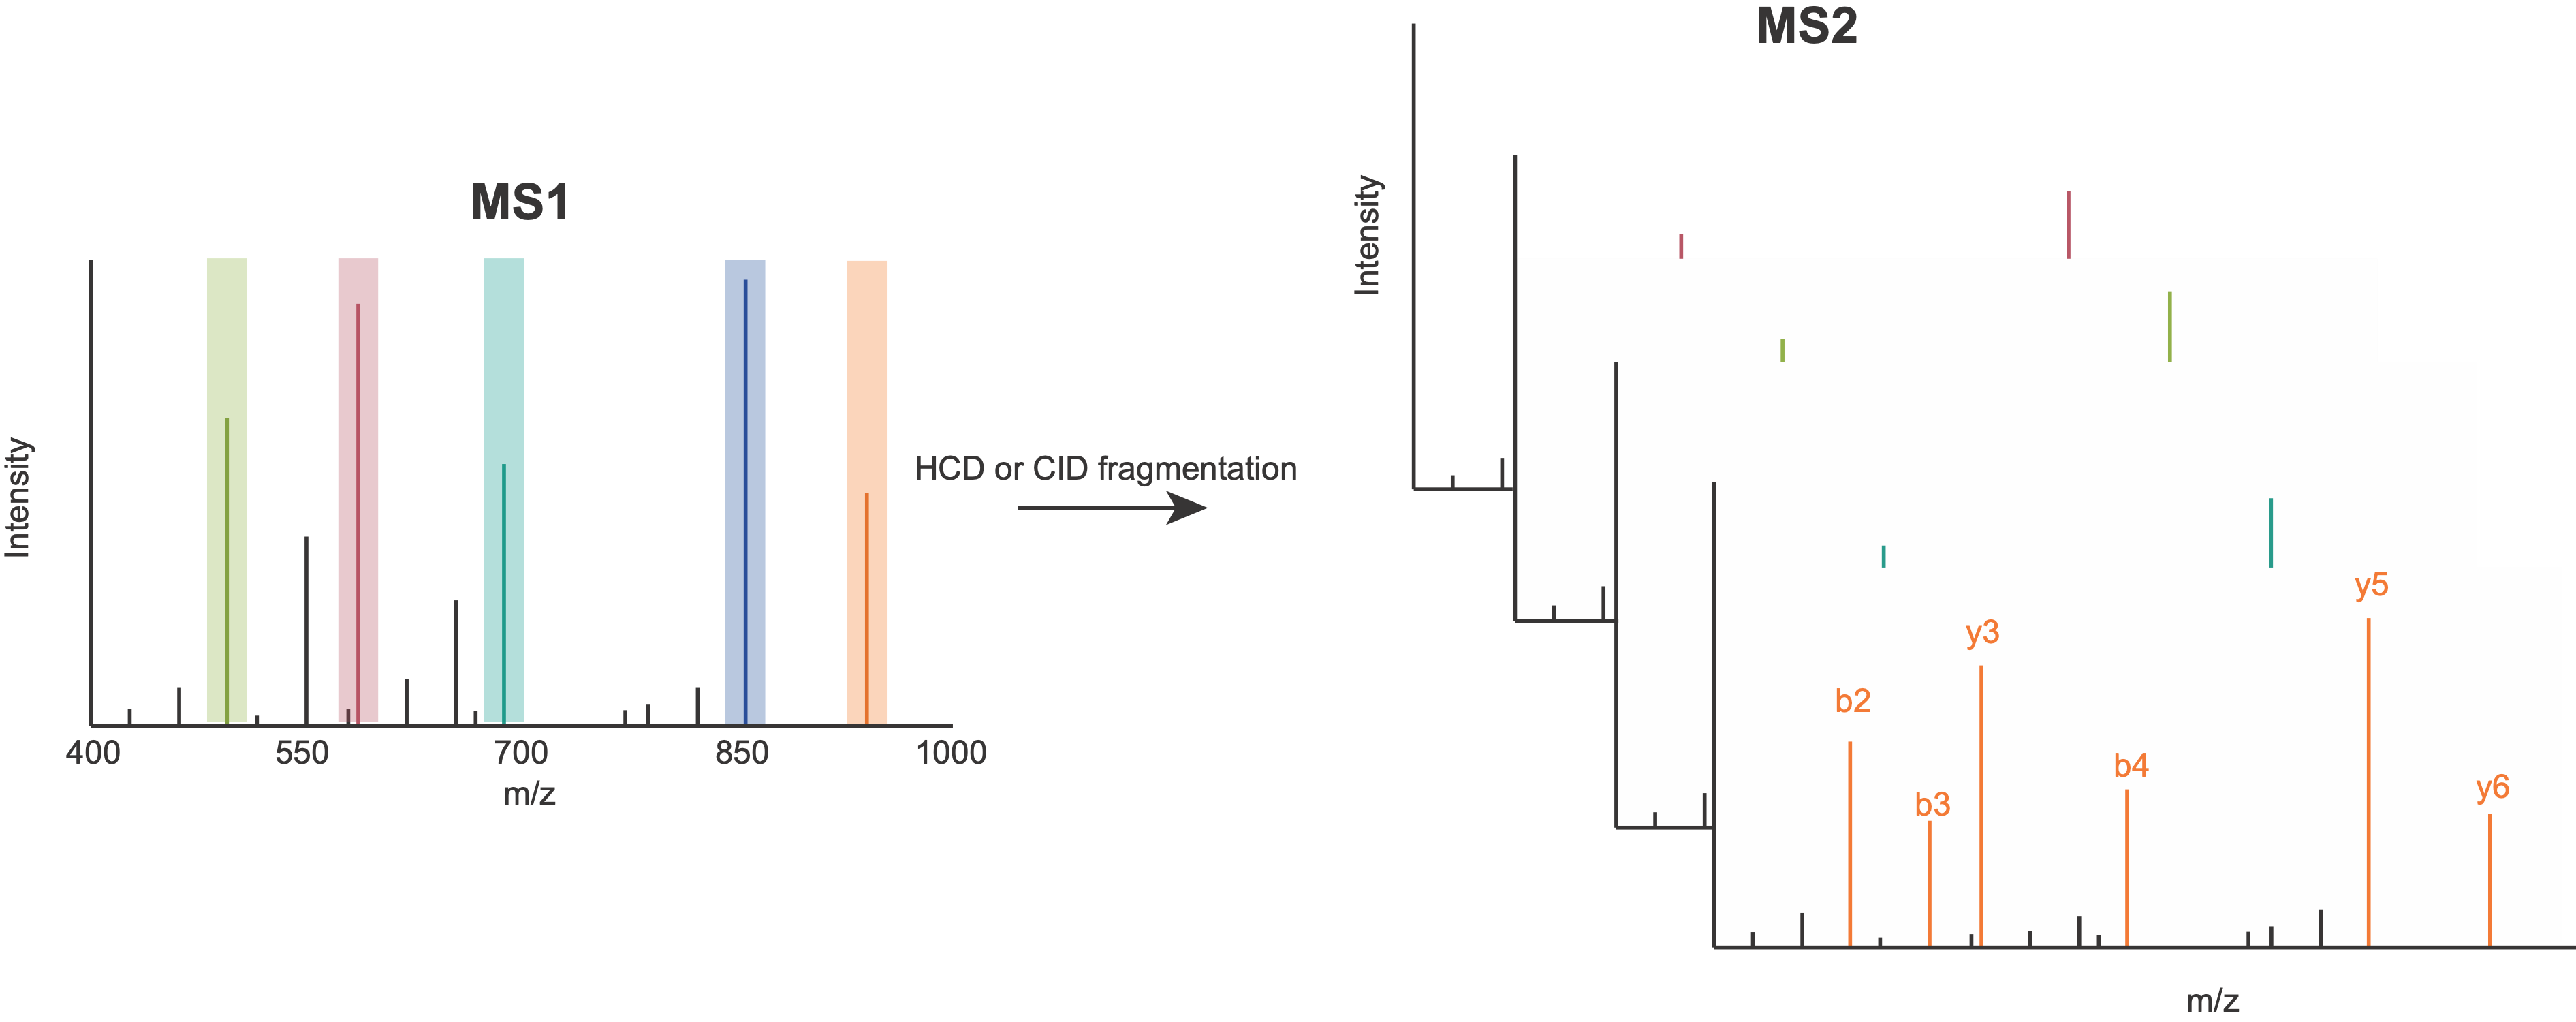 MS1
Intensity
400 550 700 850 1000
m/z
HCD or CID fragmentation
MS2
Intensity
y5
y3
b2
b4
y6
b3
m/z